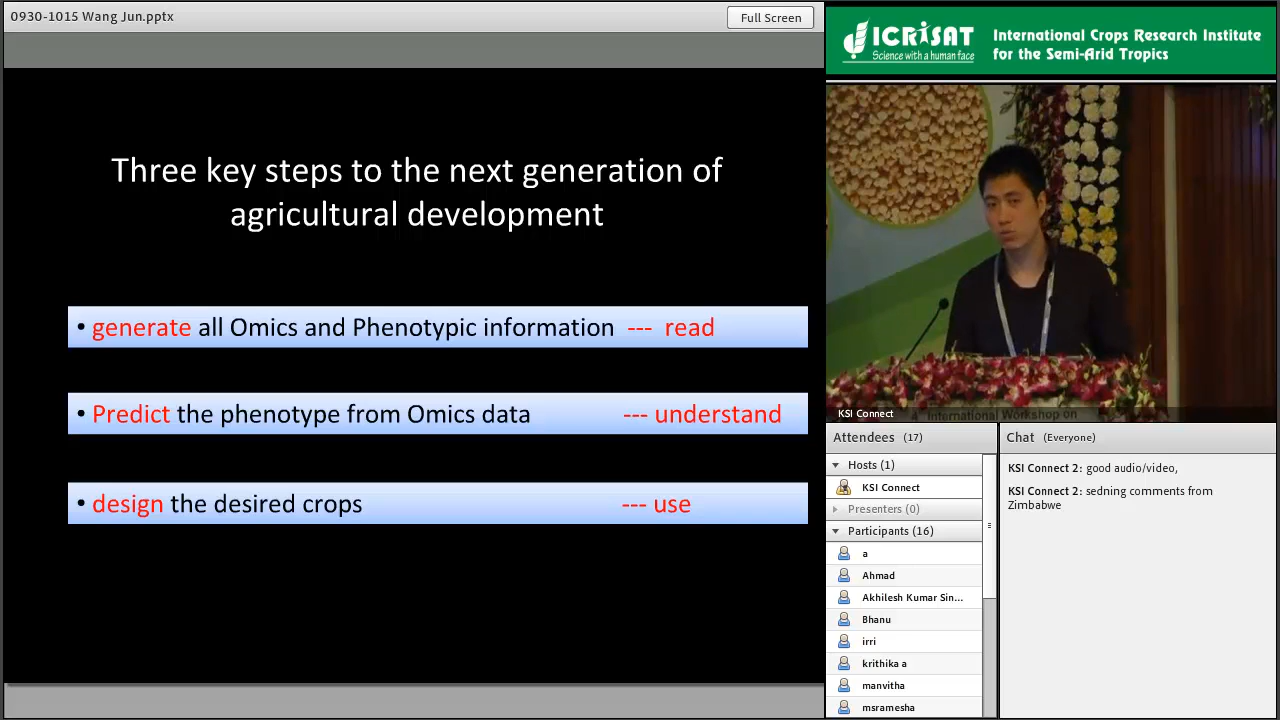 0930-1015 Wang Jun.pptx
Full Screen
Three key steps to the next generation of
agricultural development
• generate all Omics and Phenotypic information --- read
• Predict the phenotype from Omics data --- understand
• design the desired crops --- use
ICRISAT
Science with a human face
International Crops Research Institute
for the Semi-Arid Tropics
International Workshop on
KSI Connect
Attendees (17)
Hosts (1)
KSI Connect
Presenters (0)
Participants (16)
a
Ahmad
Akhilesh Kumar Sin...
Bhanu
irri
krithika a
manvitha
msramesha
Chat (Everyone)
KSI Connect 2: good audio/video,
KSI Connect 2: sedning comments from
Zimbabwe